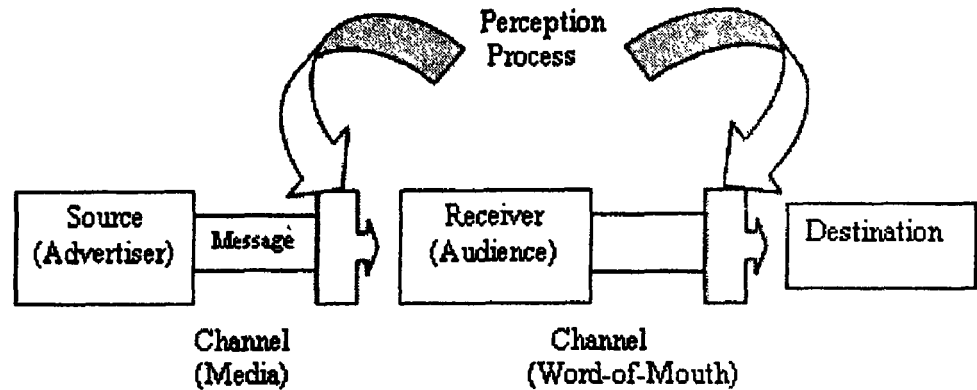 Perception
Process
Source
(Advertiser)
Message
Receiver
(Audience)
Destination
Channel
(Media)
Channel
(Word-of-Mouth)